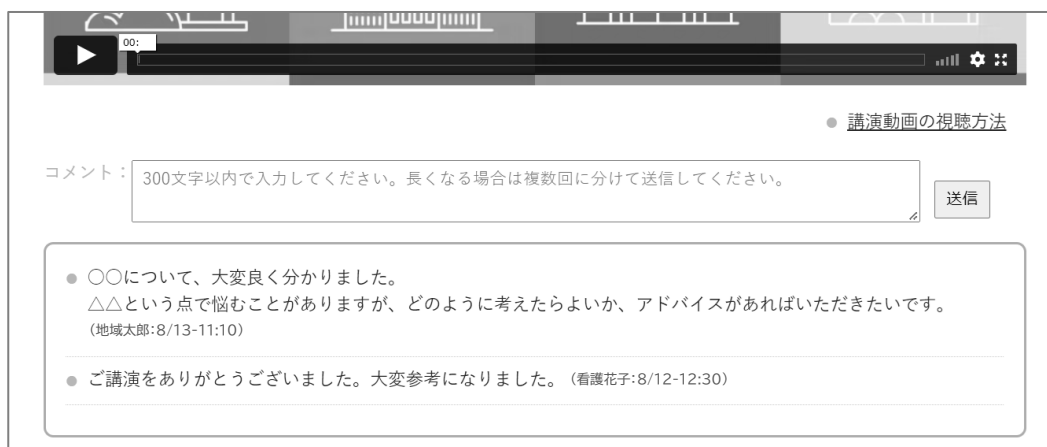 00:
講演動画の視聴方法
コメント：
300文字以内で入力してください。長くなる場合は複数回に分けて送信してください。
送信
○○について、大変良く分かりました。
△△という点で悩むことがありますが、どのように考えたらよいか、アドバイスがあればいただきたいです。
（地域太郎：8/13-11:10）
ご講演をありがとうございました。大変参考になりました。（看護花子：8/12-12:30）